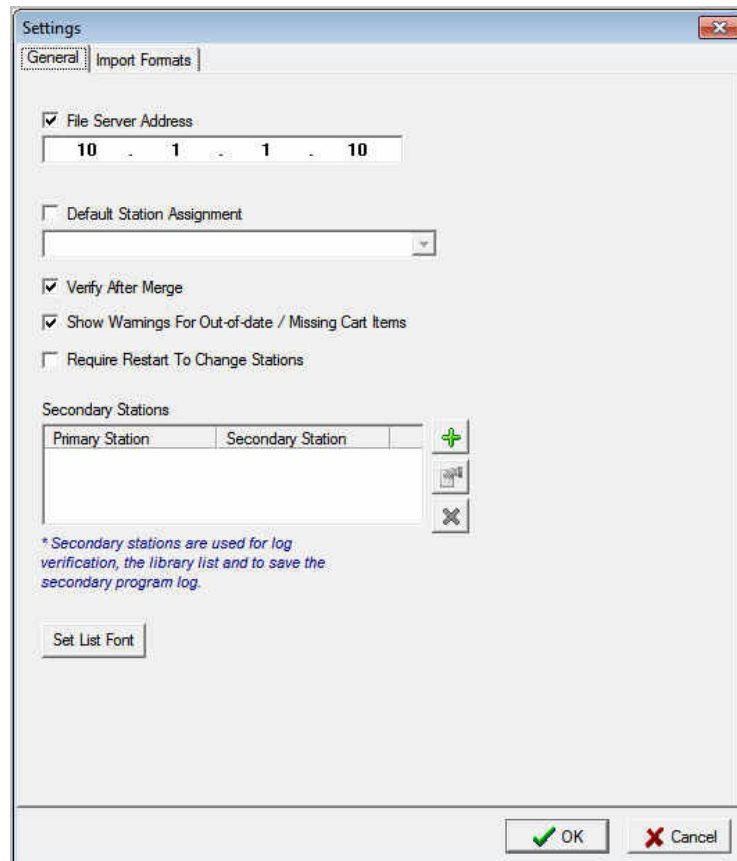 Settings
General Import Formats
File Server Address
10 . 1 . 1 . 10
Default Station Assignment
Verify After Merge
Show Warnings For Out-of-date / Missing Cart Items
Require Restart To Change Stations
Secondary Stations
Primary Station Secondary Station
* Secondary stations are used for log
verification, the library list and to save the
secondary program log.
Set List Font
OK Cancel